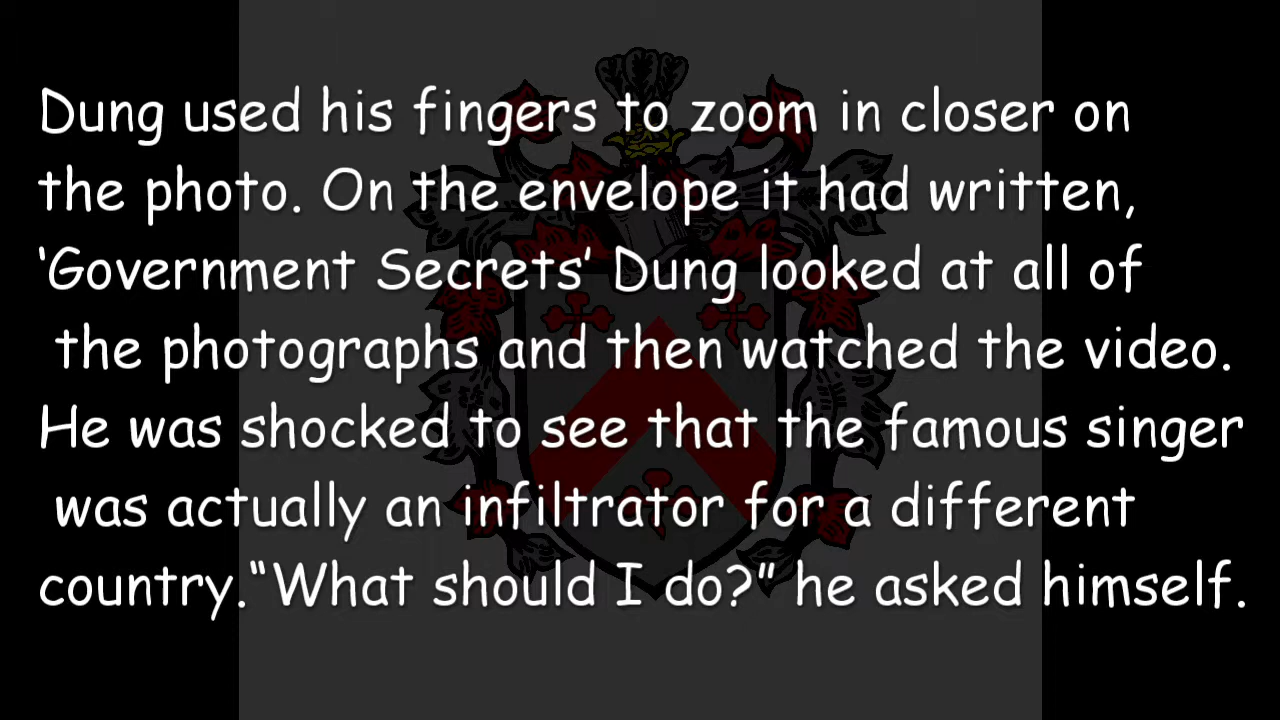 Dung used his fingers to zoom in closer on
the photo. On the envelope it had written,
‘Government Secrets’ Dung looked at all of
the photographs and then watched the video.
He was shocked to see that the famous singer
was actually an infiltrator for a different
country.“What should I do?” he asked himself.